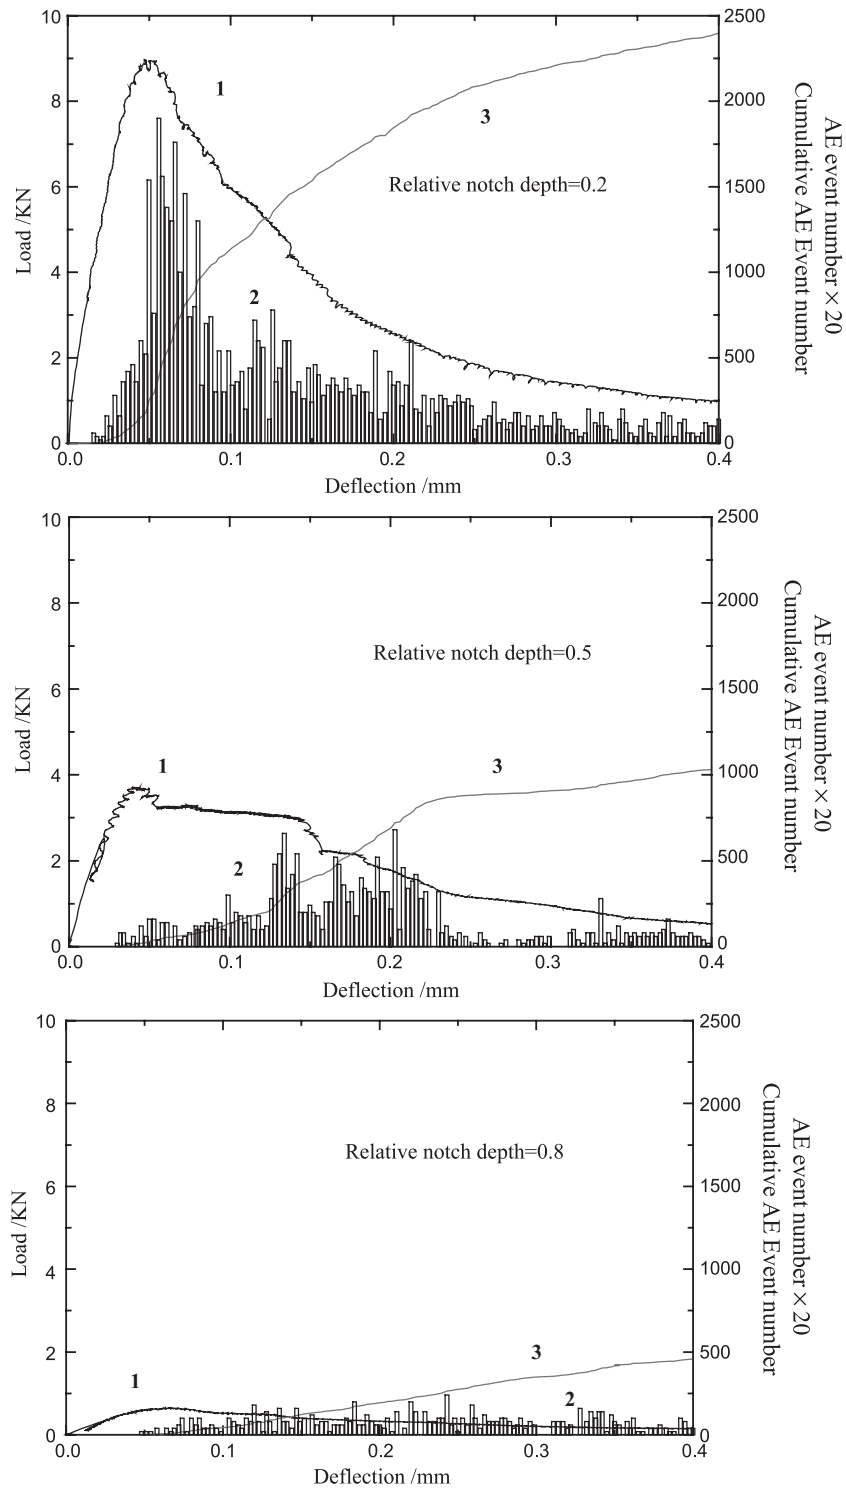 10
8
6
4
2
0
Load /KN
1
3
2
Relative notch depth=0.2
2500
2000
1500
1000
500
0
AE event number × 20
Cumulative AE Event number
0.0 0.1 0.2 0.3 0.4
Deflection /mm
10
8
6
4
2
0
Load /KN
Relative notch depth=0.5
1
3
2
2500
2000
1500
1000
500
0
AE event number × 20
Cumulative AE Event number
0.0 0.1 0.2 0.3 0.4
Deflection /mm
10
8
6
4
2
0
Load /KN
Relative notch depth=0.8
3
1
2
2500
2000
1500
1000
500
0
AE event number × 20
Cumulative AE Event number
0.0 0.1 0.2 0.3 0.4
Deflection /mm